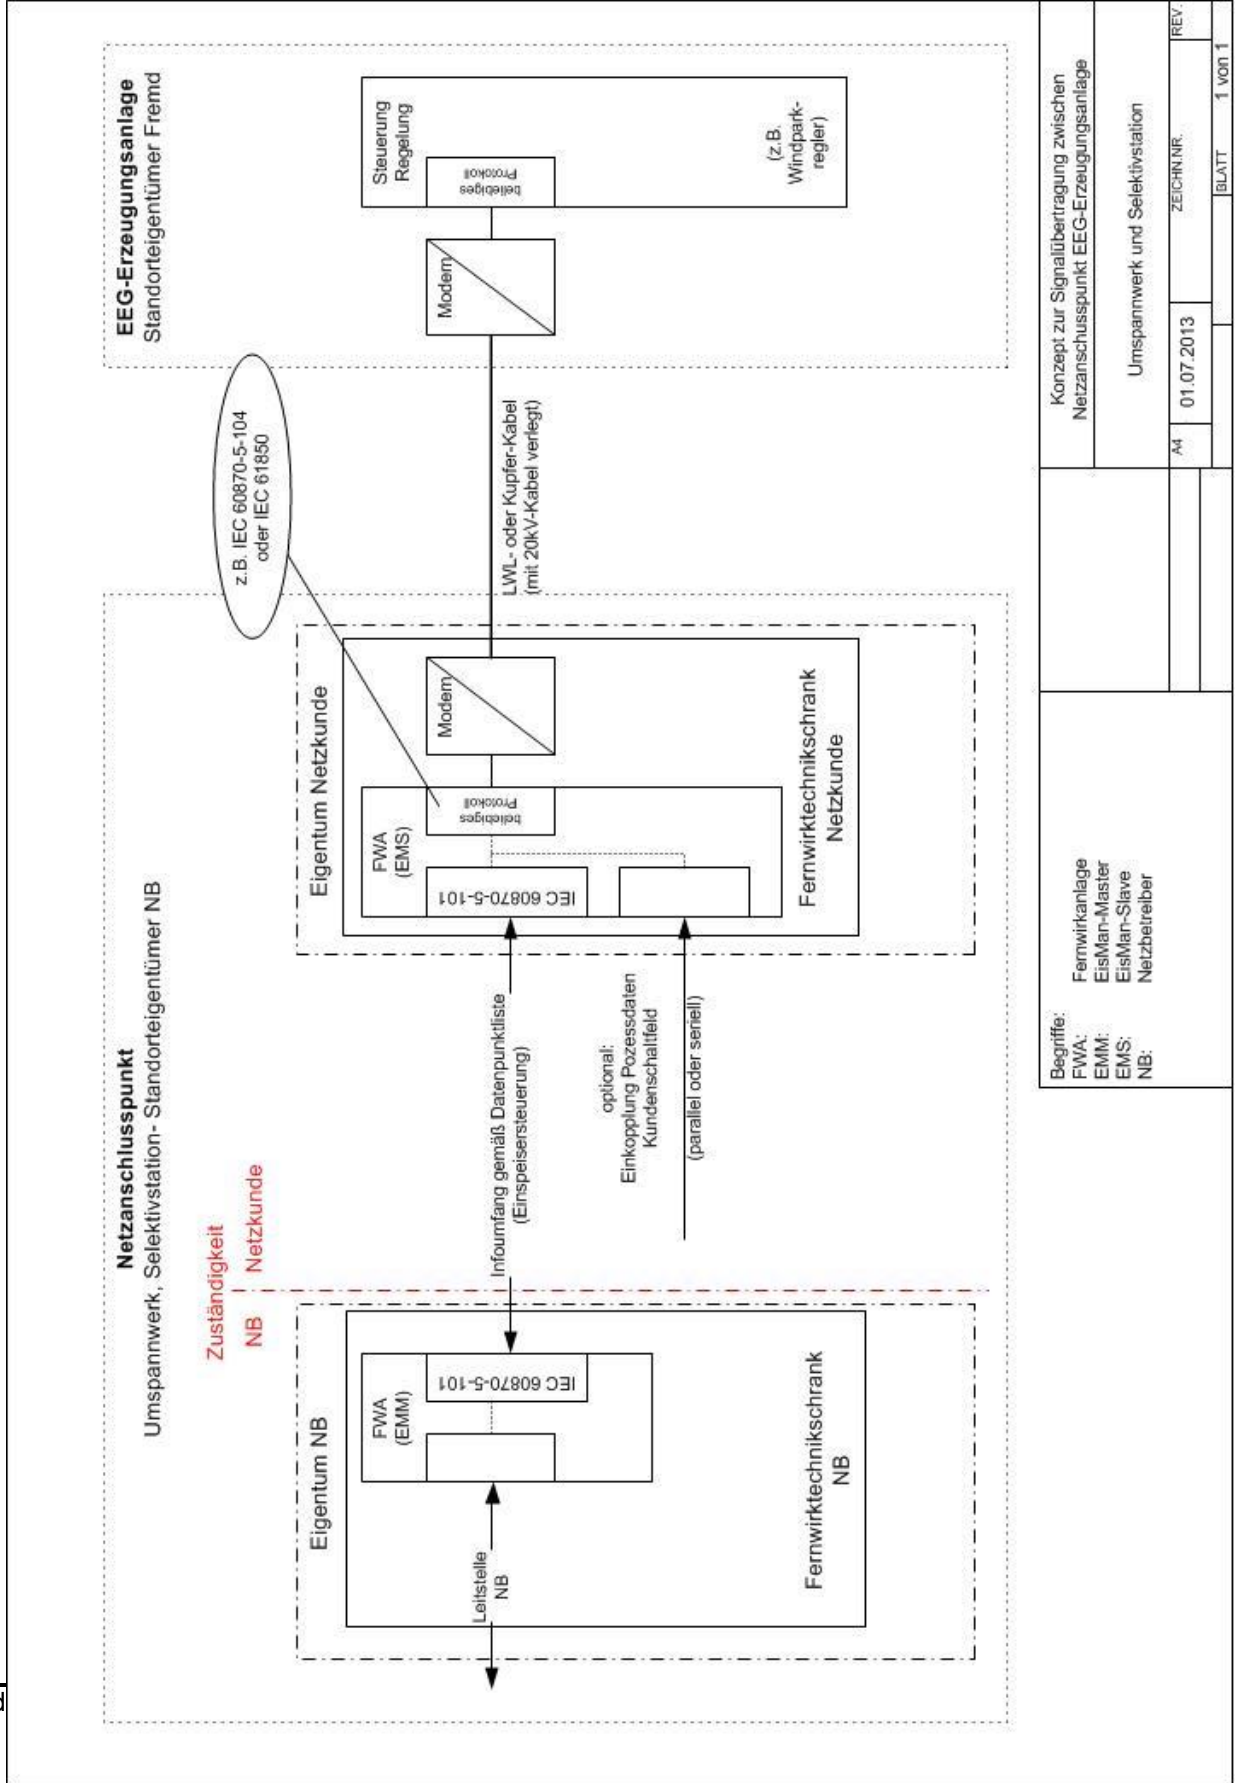 Netzanschlusspunkt
Umspannwerk, Selektivstation- Standorteigentümer NB
EEG-Erzeugungsanlage
Standorteigentümer Fremd
Zuständigkeit
NB
Netzkunde
z.B. IEC 60870-5-104
oder IEC 61850
Eigentum NB
FWA
(EMM)
IEC 60870-5-101
Leitstelle
NB
Fernwirktechnikschrank
NB
Infoumfang gemäß Datenpunktliste
(Einspeisersteuerung)
optional:
Einkopplung Pozessdaten
Kundenschaltfeld
(parallel oder seriell)
Eigentum Netzkunde
FWA
(EMS)
IEC 60870-5-101
beliebiges
Protokoll
Modem
Fernwirktechnikschrank
Netzkunde
LWL- oder Kupfer-Kabel
(mit 20kV-Kabel verlegt)
Modem
Steuerung
Regelung
beliebiges
Protokoll
(z.B.
Windpark-
regler)
Begriffe:
FWA: Fernwirkanlage
EMM: EisMan-Master
EMS: EisMan-Slave
NB: Netzbetreiber
Konzept zur Signalübertragung zwischen
Netzanschusspunkt EEG-Erzeugungsanlage
Umspannwerk und Selektivstation
A4 01.07.2013 ZEICHN.NR. REV.
BLATT 1 von 1